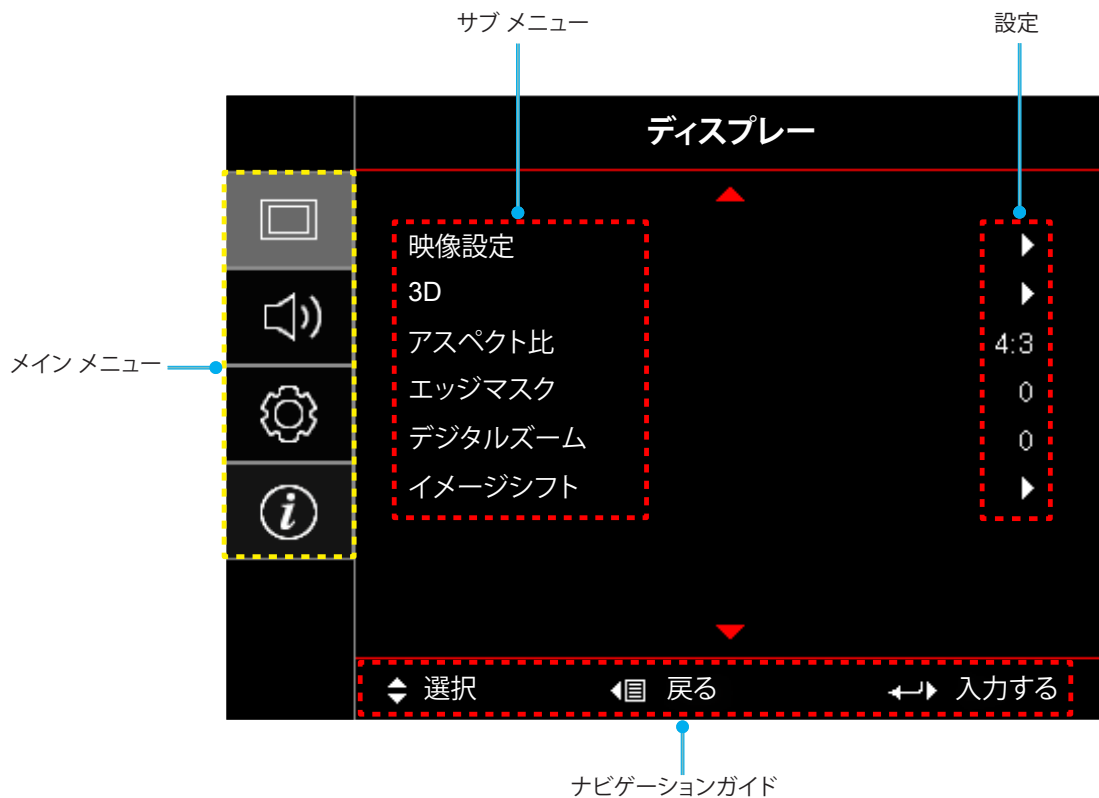 サブ メニュー
設定
ディスプレー
映像設定
3D
アスペクト比 4:3
メイン メニュー
エッジマスク 0
デジタルズーム 0
イメージシフト
選択 戻る 入力する
ナビゲーションガイド